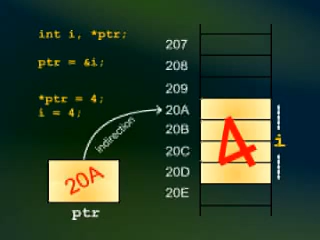 int i, *ptr;
ptr = &i;
*ptr = 4;
i = 4;
207
208
209
20A
20B
20C
20D
20E
indirection
4
i
20A
ptr